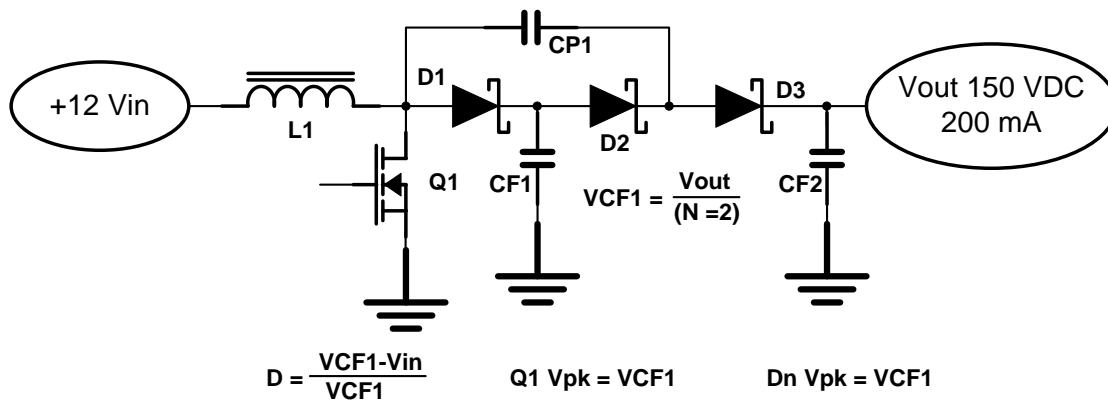 CP1
D1
D3
+12 Vin
Vout 150 VDC
200 mA
L1
D2
Q1
CF1
CF2
VCF1 = Vout
(N =2)
D = VCF1-Vin
VCF1
Q1 Vpk = VCF1
Dn Vpk = VCF1